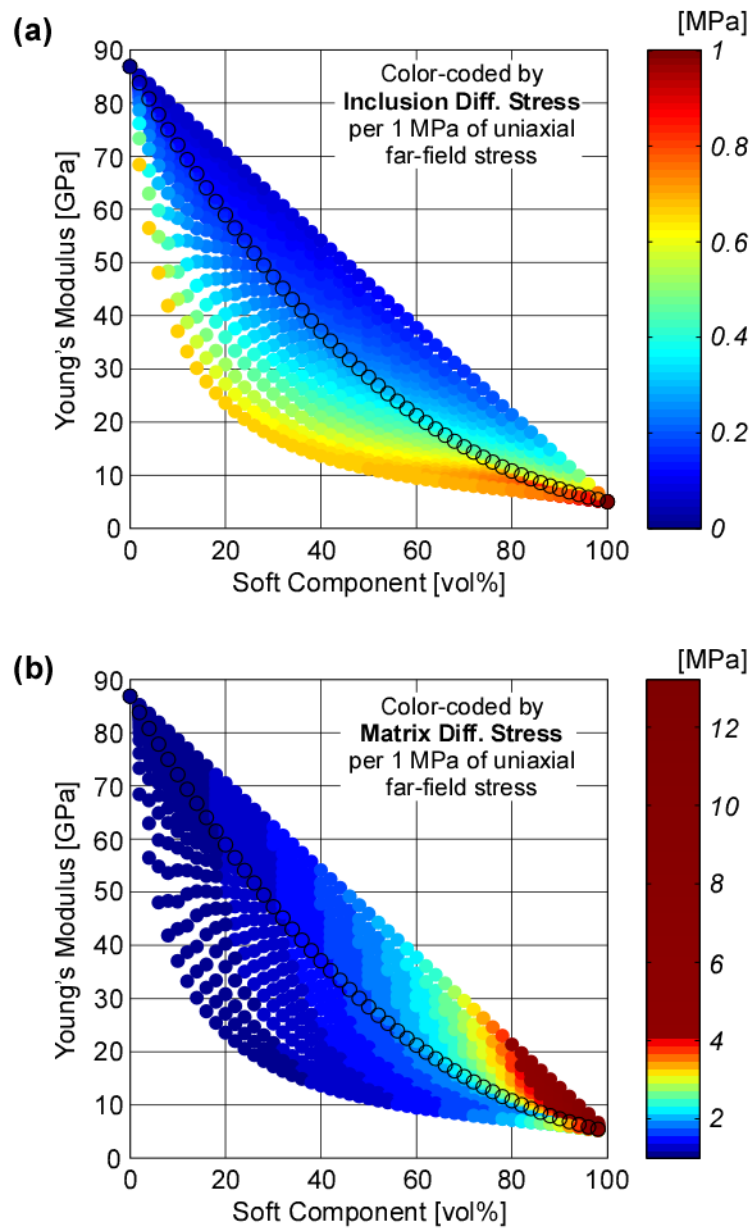 (a)
[MPa]
Color-coded by
Inclusion Diff. Stress
per 1 MPa of uniaxial
far-field stress
Young's Modulus [GPa]
90
80
70
60
50
40
30
20
10
0
0 20 40 60 80 100
Soft Component [vol%]
1
0.8
0.6
0.4
0.2
0
(b)
[MPa]
Color-coded by
Matrix Diff. Stress
per 1 MPa of uniaxial
far-field stress
Young's Modulus [GPa]
90
80
70
60
50
40
30
20
10
0
0 20 40 60 80 100
Soft Component [vol%]
12
10
8
6
4
2